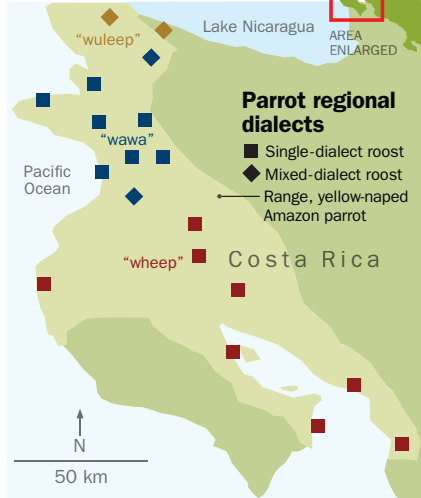 Lake Nicaragua
AREA
ENLARGED
“wuleep”
Parrot regional
dialects
Single-dialect roost
Mixed-dialect roost
Range, yellow-naped
Amazon parrot
“wawa”
Pacific
Ocean
“wheep”
Costa Rica
N
50 km